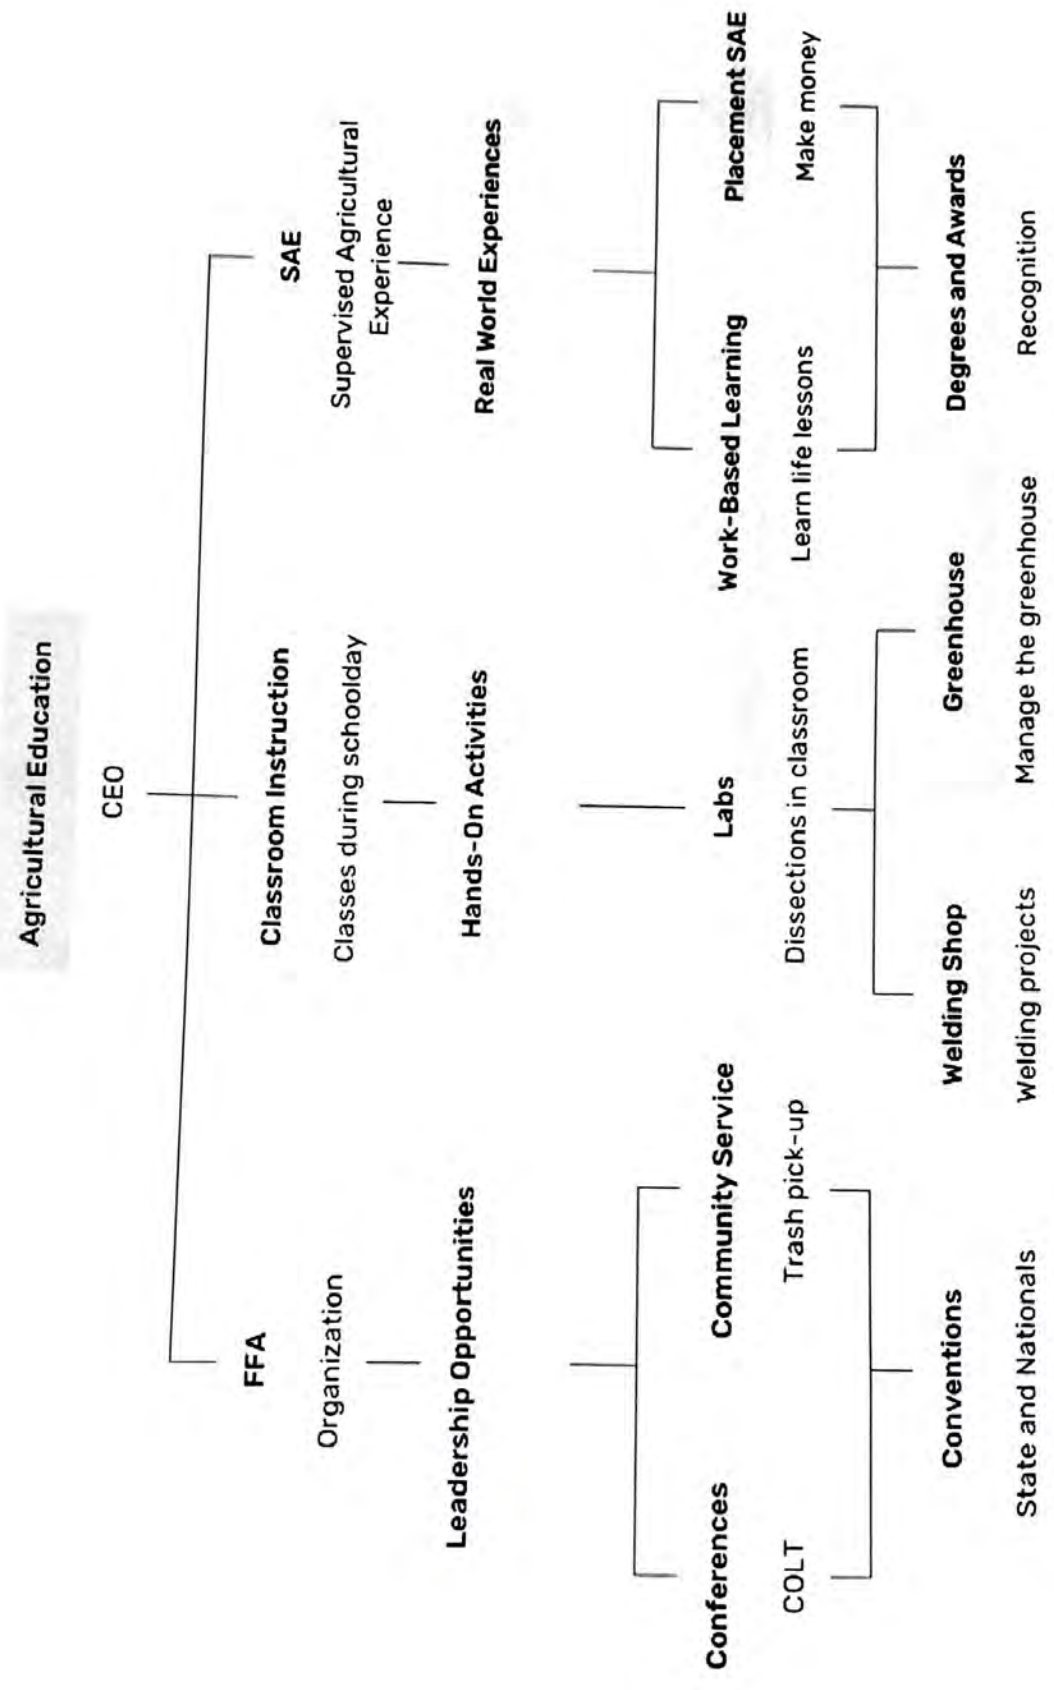 Agricultural Education
CEO
FFA
Organization
Classroom Instruction
Classes during schoolday
SAE
Supervised Agricultural
Experience
Leadership Opportunities
Hands-On Activities
Real World Experiences
Conferences
COLT
Community Service
Trash pick-up
Labs
Dissections in classroom
Work-Based Learning
Learn life lessons
Placement SAE
Make money
Conventions
State and Nationals
Welding Shop
Welding projects
Greenhouse
Manage the greenhouse
Degrees and Awards
Recognition